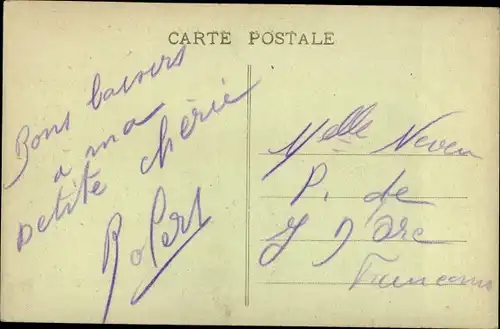 CARTE POSTALE
Bons baisers
à ma
petite chérie
Robert
Melle Neveu
P. de
J D'Arc